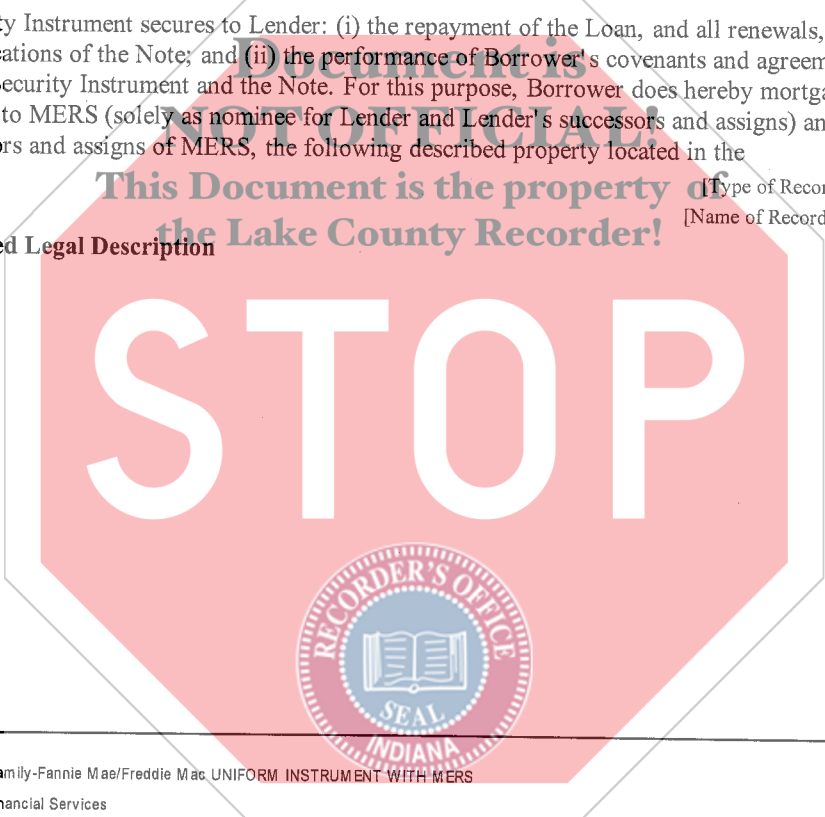 ty Instrument secures to Lender: (i) the repayment of the Loan, and all renewals,
cations of the Note; and (ii) the performance of Borrower's covenants and agreem
Security Instrument and the Note. For this purpose, Borrower does hereby mortga
to MERS (solely as nominee for Lender and Lender's successors and assigns) an
rs and assigns of MERS, the following described property located in the
[Type of Recor
[Name of Record
ed Legal Description
Document is
NOT OFFICIAL!
This Document is the property of
the Lake County Recorder!
STOP
RECORDER'S OFFICE
SEAL
INDIANA
amily-Fannie Mae/Freddie Mac UNIFORM INSTRUMENT WITH MERS
nancial Services